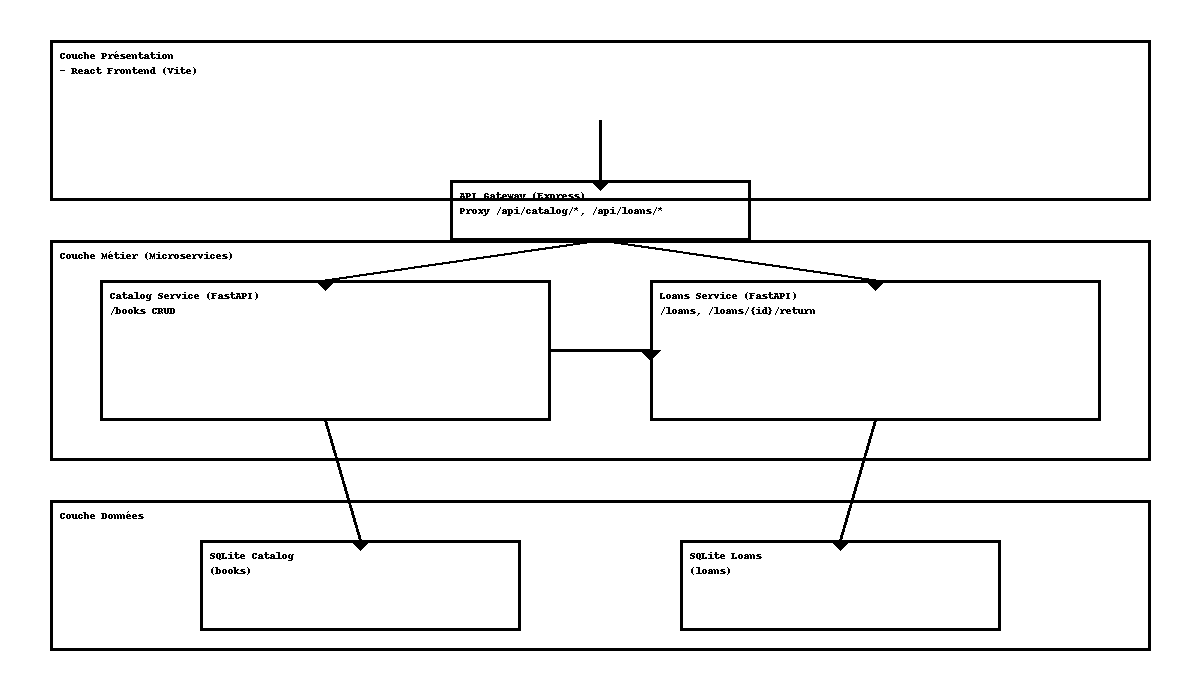 Couche Présentation
- React Frontend (Vite)
API Gateway (Express)
Proxy /api/catalog/*, /api/loans/*
Couche Métier (Microservices)
Catalog Service (FastAPI)
/books CRUD
Loans Service (FastAPI)
/loans, /loans/{id}/return
Couche Données
SQLite Catalog
(books)
SQLite Loans
(loans)